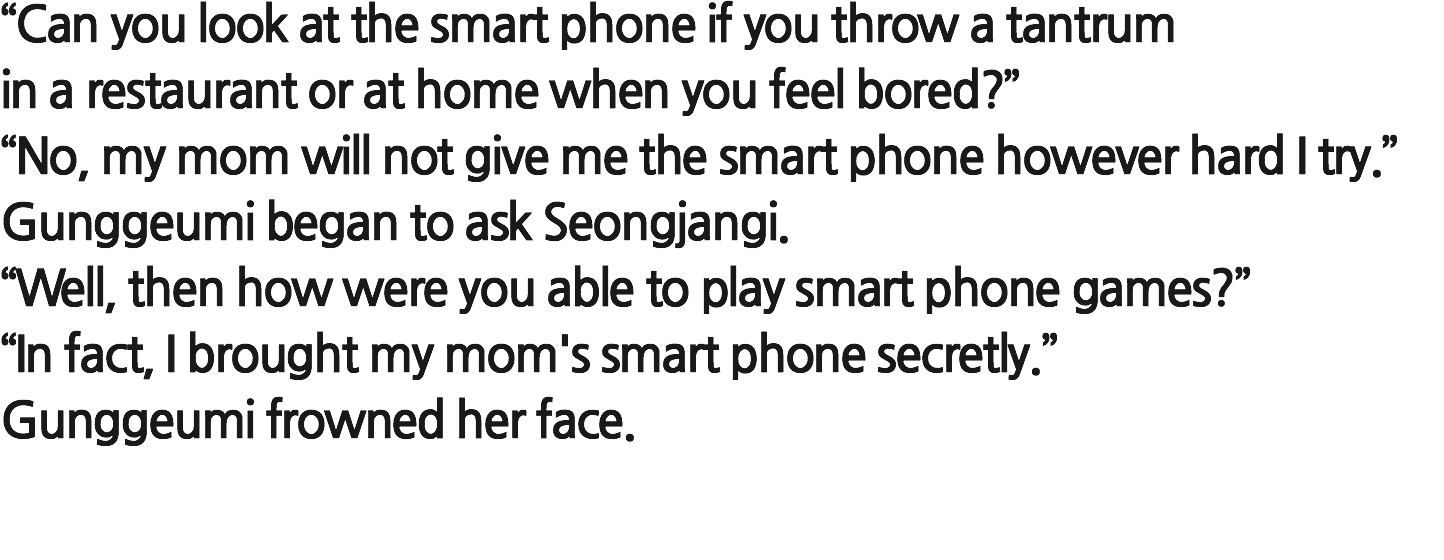 “Can you look at the smart phone if you throw a tantrum
in a restaurant or at home when you feel bored?”
“No, my mom will not give me the smart phone however hard I try.”
Gunggeumi began to ask Seongjangi.
“Well, then how were you able to play smart phone games?”
“In fact, I brought my mom's smart phone secretly.”
Gunggeumi frowned her face.